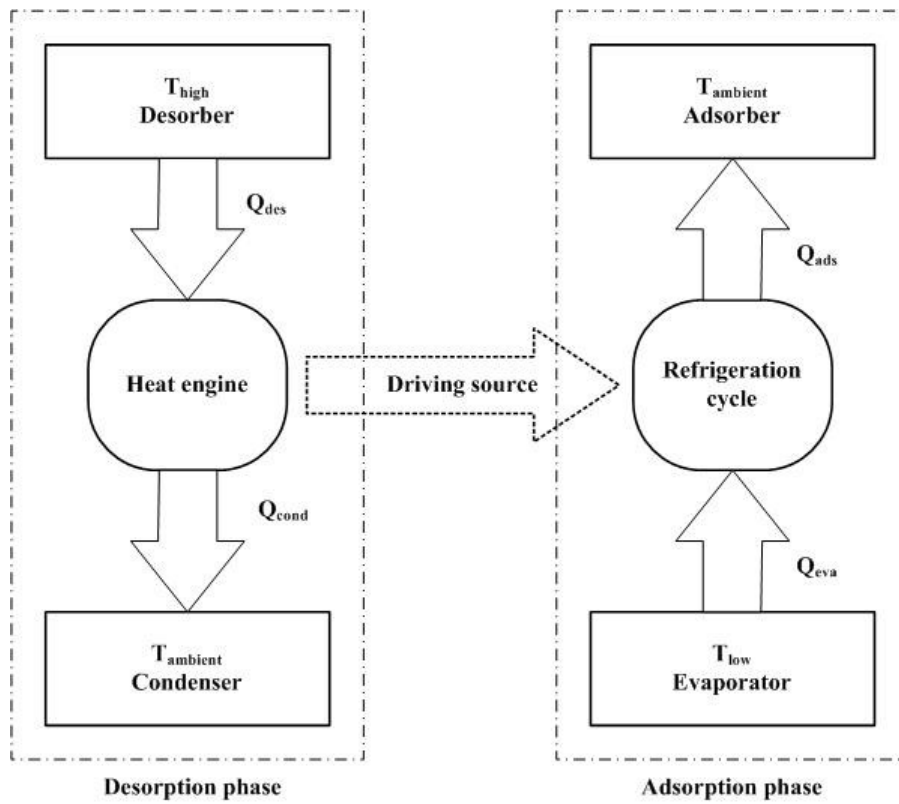 T_high
Desorber
Q_des
Heat engine
Q_cond
T_ambient
Condenser
Desorption phase
Driving source
T_ambient
Adsorber
Q_ads
Refrigeration
cycle
Q_eva
T_low
Evaporator
Adsorption phase